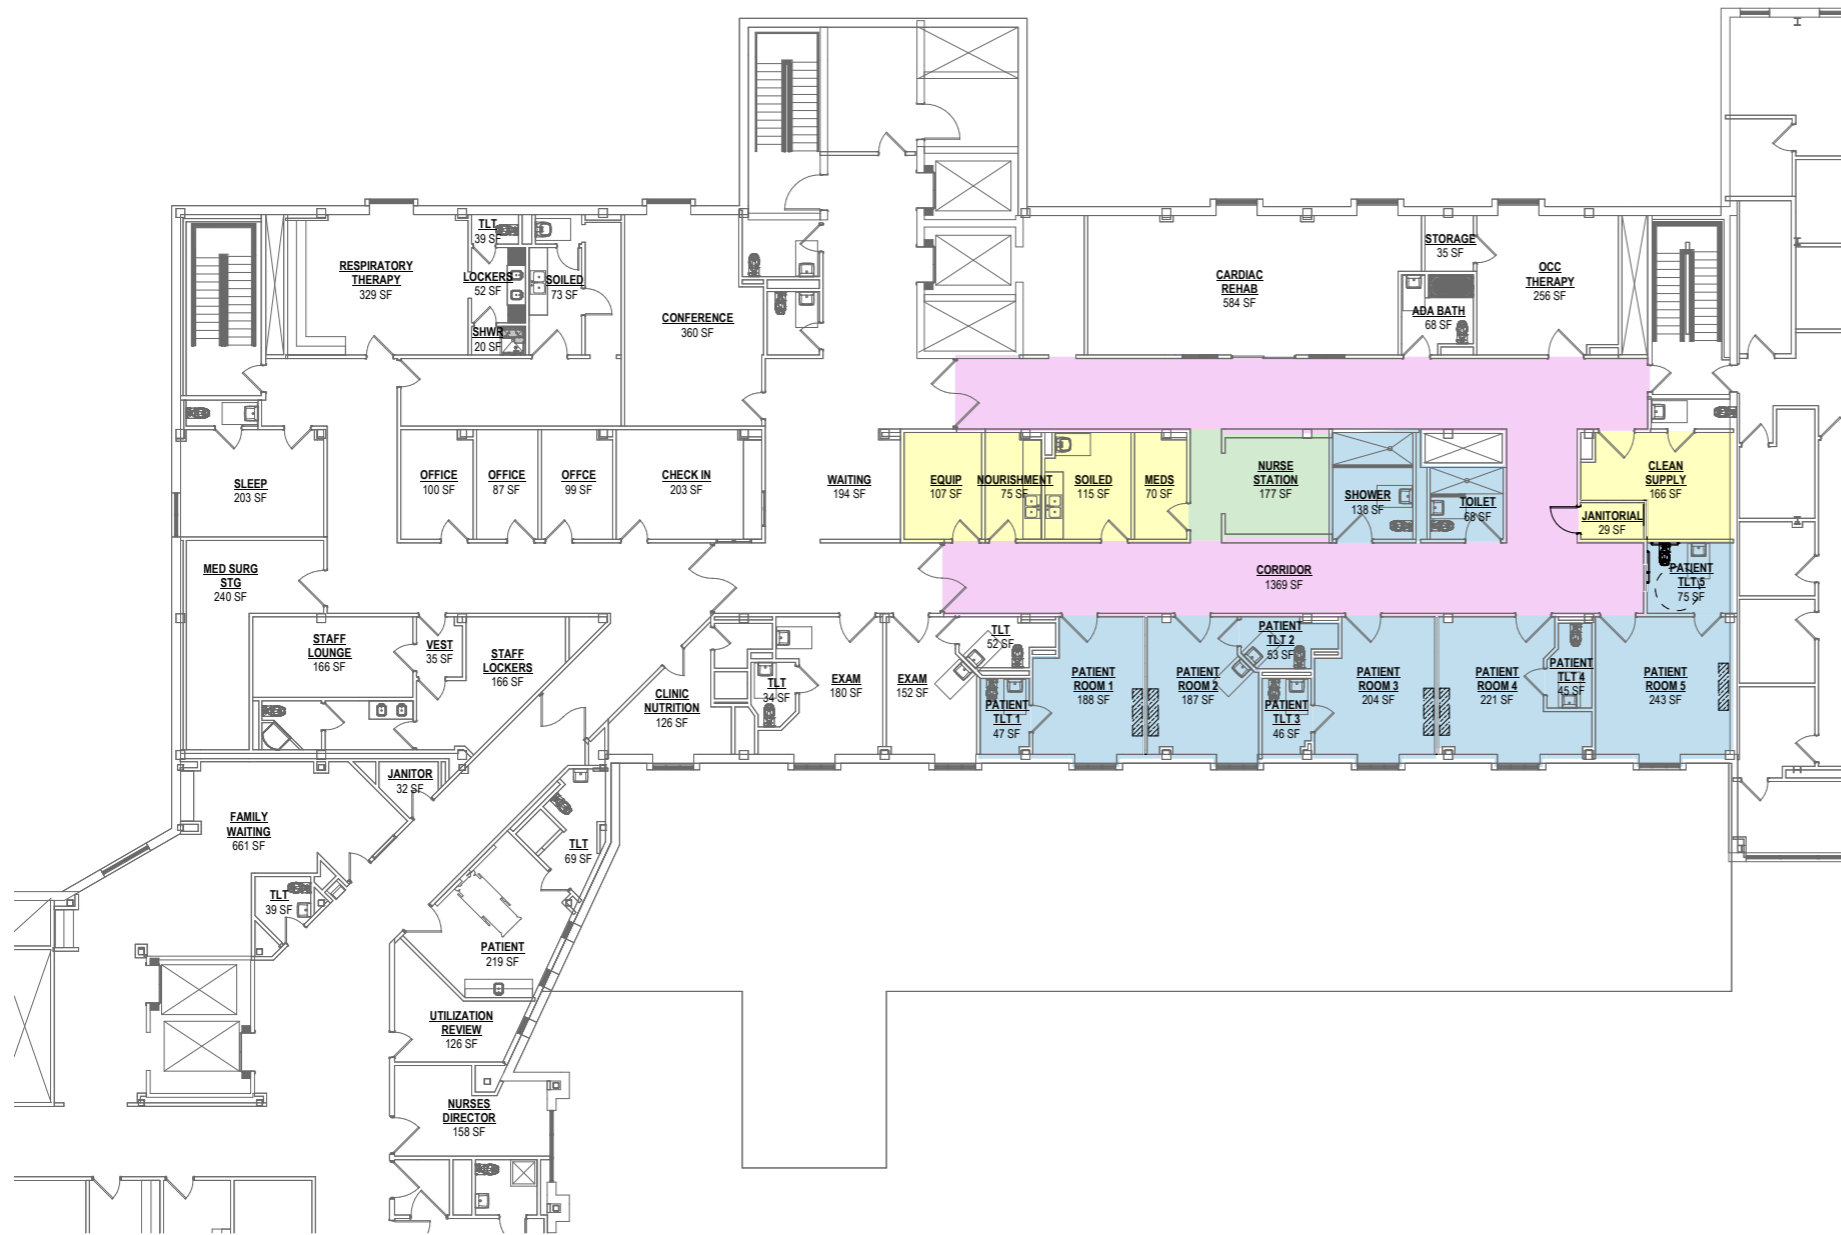 TLT
39 SF
RESPIRATORY
THERAPY
329 SF
LOCKERS
52 SF
SOILED
73 SF
SHWR
20 SF
CONFERENCE
360 SF
CARDIAC
REHAB
584 SF
STORAGE
35 SF
OCC
THERAPY
256 SF
ADA BATH
68 SF
SLEEP
203 SF
OFFICE
100 SF
OFFICE
87 SF
OFFCE
99 SF
CHECK IN
203 SF
WAITING
194 SF
EQUIP
107 SF
NOURISHMENT
75 SF
SOILED
115 SF
MEDS
70 SF
NURSE
STATION
177 SF
SHOWER
138 SF
TOILET
68 SF
CLEAN
SUPPLY
166 SF
JANITORIAL
29 SF
MED SURG
STG
240 SF
CORRIDOR
1369 SF
PATIENT
TLT 5
75 SF
STAFF
LOUNGE
166 SF
VEST
35 SF
STAFF
LOCKERS
166 SF
CLINIC
NUTRITION
126 SF
TLT
34 SF
EXAM
180 SF
EXAM
152 SF
TLT
52 SF
PATIENT
TLT 1
47 SF
PATIENT
ROOM 1
188 SF
PATIENT
ROOM 2
187 SF
PATIENT
TLT 2
53 SF
PATIENT
TLT 3
46 SF
PATIENT
ROOM 3
204 SF
PATIENT
ROOM 4
221 SF
PATIENT
TLT 4
45 SF
PATIENT
ROOM 5
243 SF
JANITOR
32 SF
FAMILY
WAITING
661 SF
TLT
69 SF
TLT
39 SF
PATIENT
219 SF
UTILIZATION
REVIEW
126 SF
NURSES
DIRECTOR
158 SF